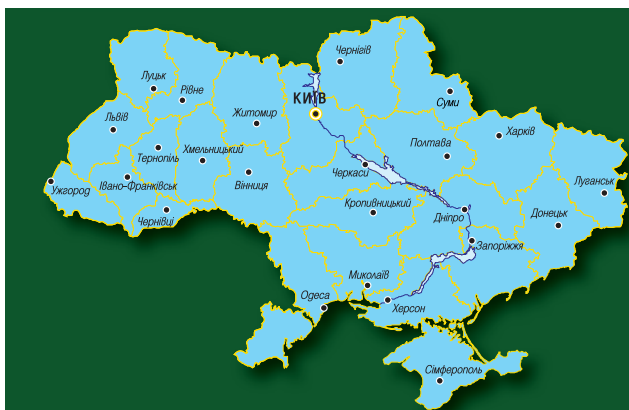 Чернігів
Луцьк
Рівне
Суми
КИЇВ
Житомир
Львів
Харків
Полтава
Тернопіль
Хмельницький
Черкаси
Вінниця
Ужгород
Івано-Франківськ
Луганськ
Кропивницький
Чернівці
Дніпро
Донецьк
Запоріжжя
Миколаїв
Одеса
Херсон
Сімферополь